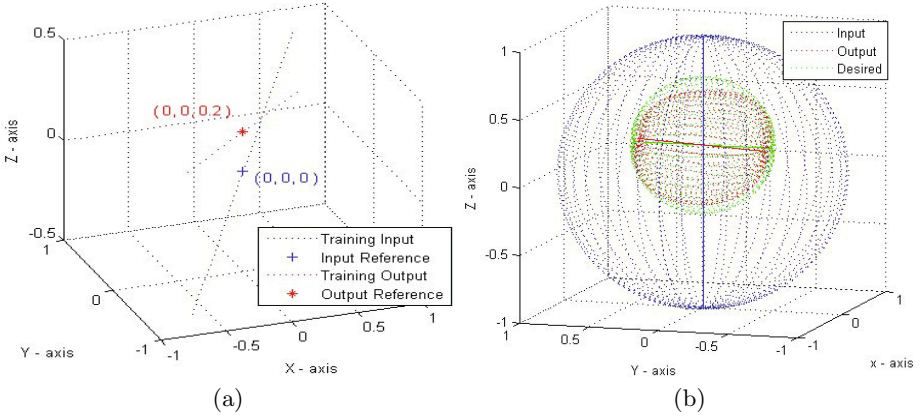 0.5
0
-0.5
Z - axis
1
0
-1
Y - axis
-1
-0.5
0
0.5
1
X - axis
(0,0,0.2)
(0,0,0)
Training Input
Input Reference
Training Output
Output Reference
(a)
1
0.5
0
-0.5
-1
Z - axis
1
0.5
0
-0.5
-1
Y - axis
-1
0
1
x - axis
Input
Output
Desired
(b)